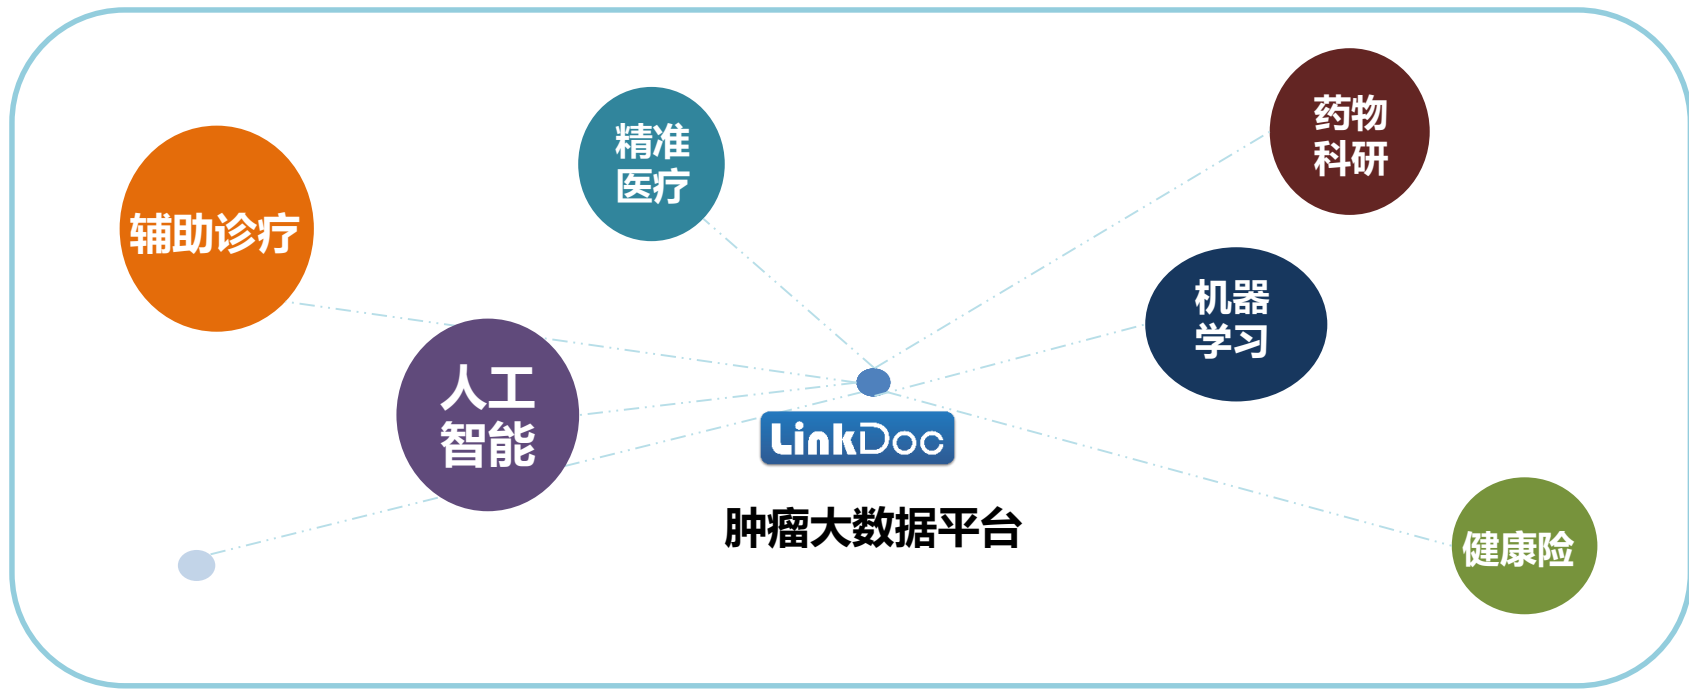 药物
科研
精准
医疗
辅助诊疗
机器
学习
人工
智能
LinkDoc
肿瘤大数据平台
健康险